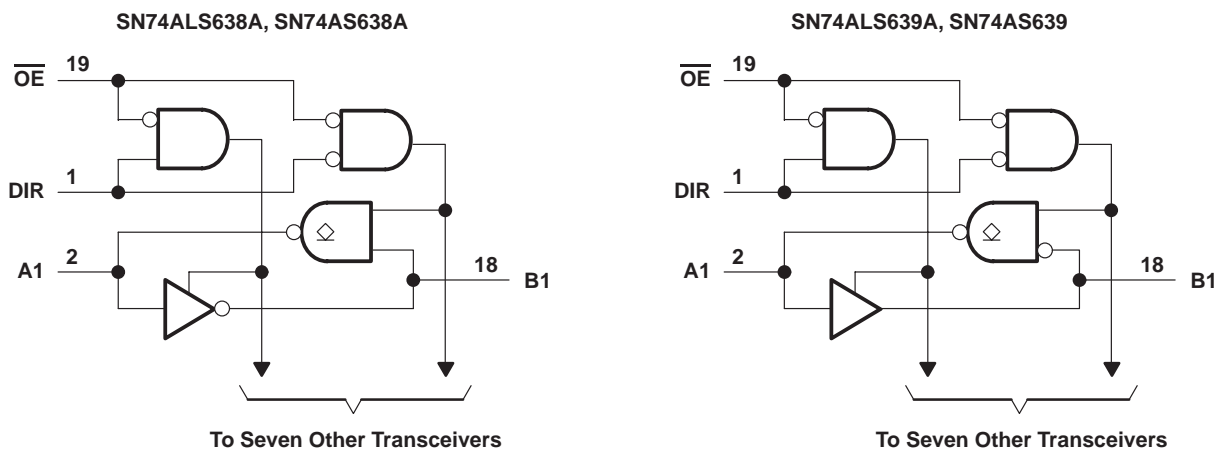 SN74ALS638A, SN74AS638A
OE 19
DIR 1
A1 2
18 B1
To Seven Other Transceivers
SN74ALS639A, SN74AS639
OE 19
DIR 1
A1 2
18 B1
To Seven Other Transceivers